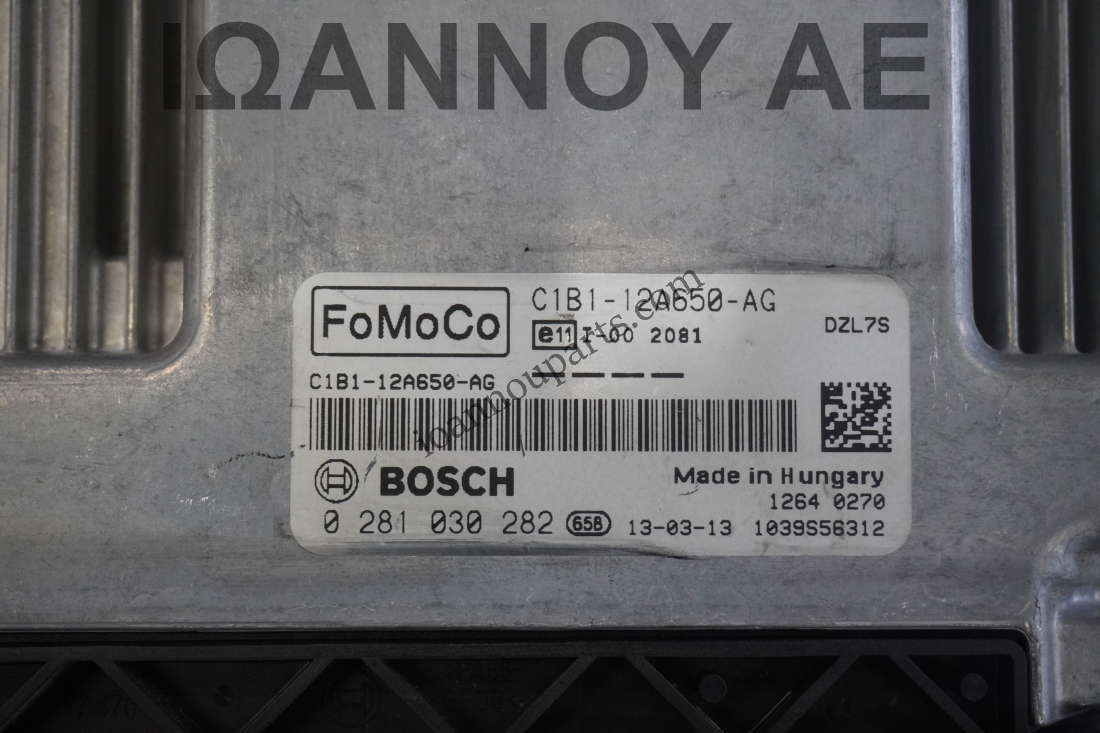 ΙΩΑΝΝΟΥ ΑΕ
FoMoCo
C1B1-12A650-AG
e11 I-00 2081
DZL7S
C1B1-12A650-AG
ioannouparts.com
BOSCH
Made in Hungary
1264 0270
0 281 030 282 658 13-03-13 1039S56312